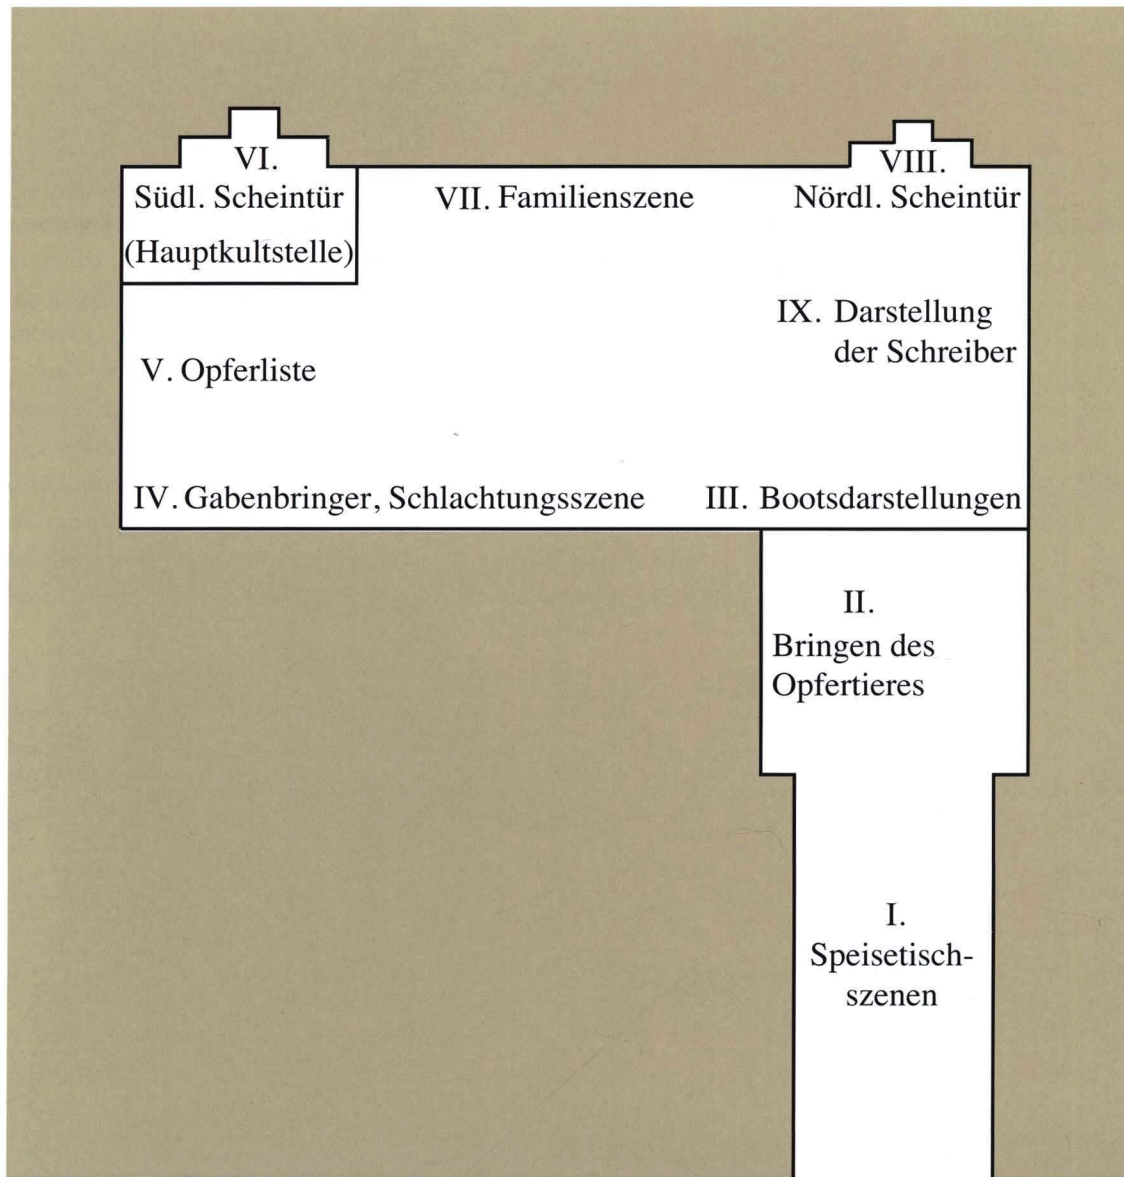 VI.
Südl. Scheintür
(Hauptkultstelle)
VII. Familienszene
VIII.
Nördl. Scheintür
IX. Darstellung
der Schreiber
V. Opferliste
IV. Gabenbringer, Schlachtungsszene
III. Bootsdarstellungen
II.
Bringen des
Opfertieres
I.
Speisetisch-
szenen